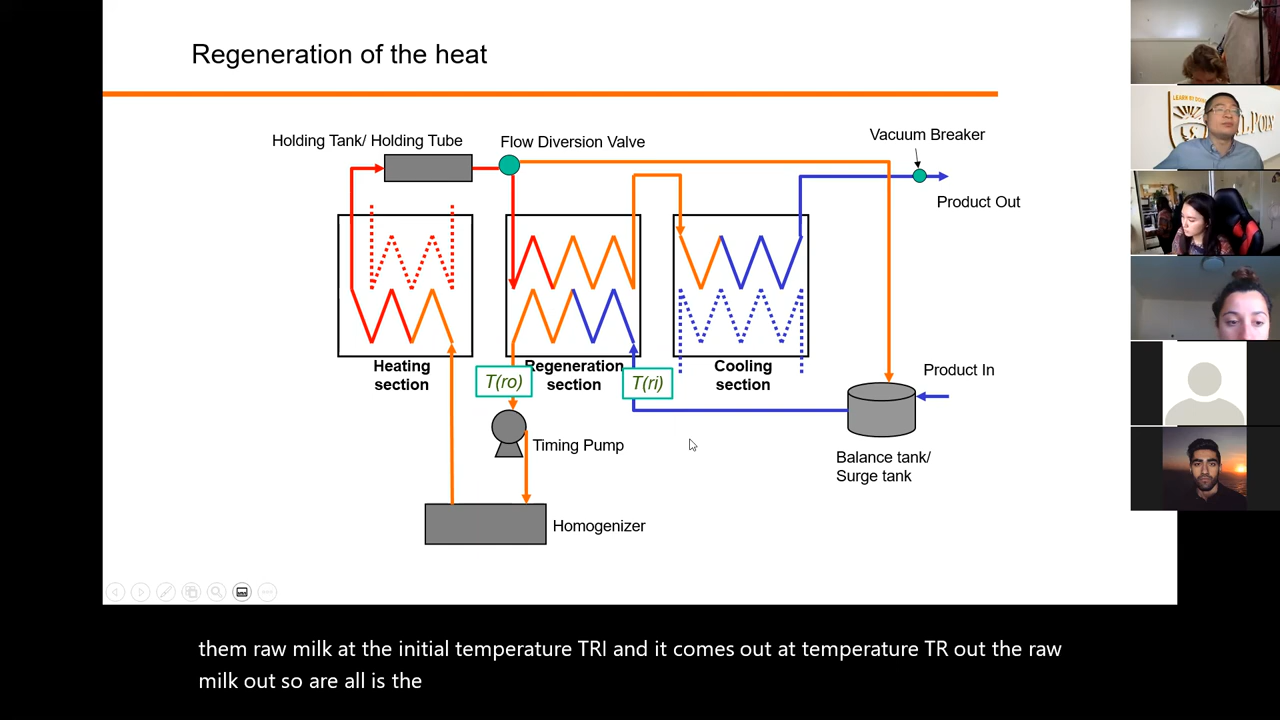 Regeneration of the heat
Holding Tank/ Holding Tube
Flow Diversion Valve
Vacuum Breaker
Product Out
Heating
section
Regeneration
section
Cooling
section
T(ro)
T(ri)
Product In
Timing Pump
Balance tank/
Surge tank
Homogenizer
them raw milk at the initial temperature TRI and it comes out at temperature TR out the raw
milk out so are all is the